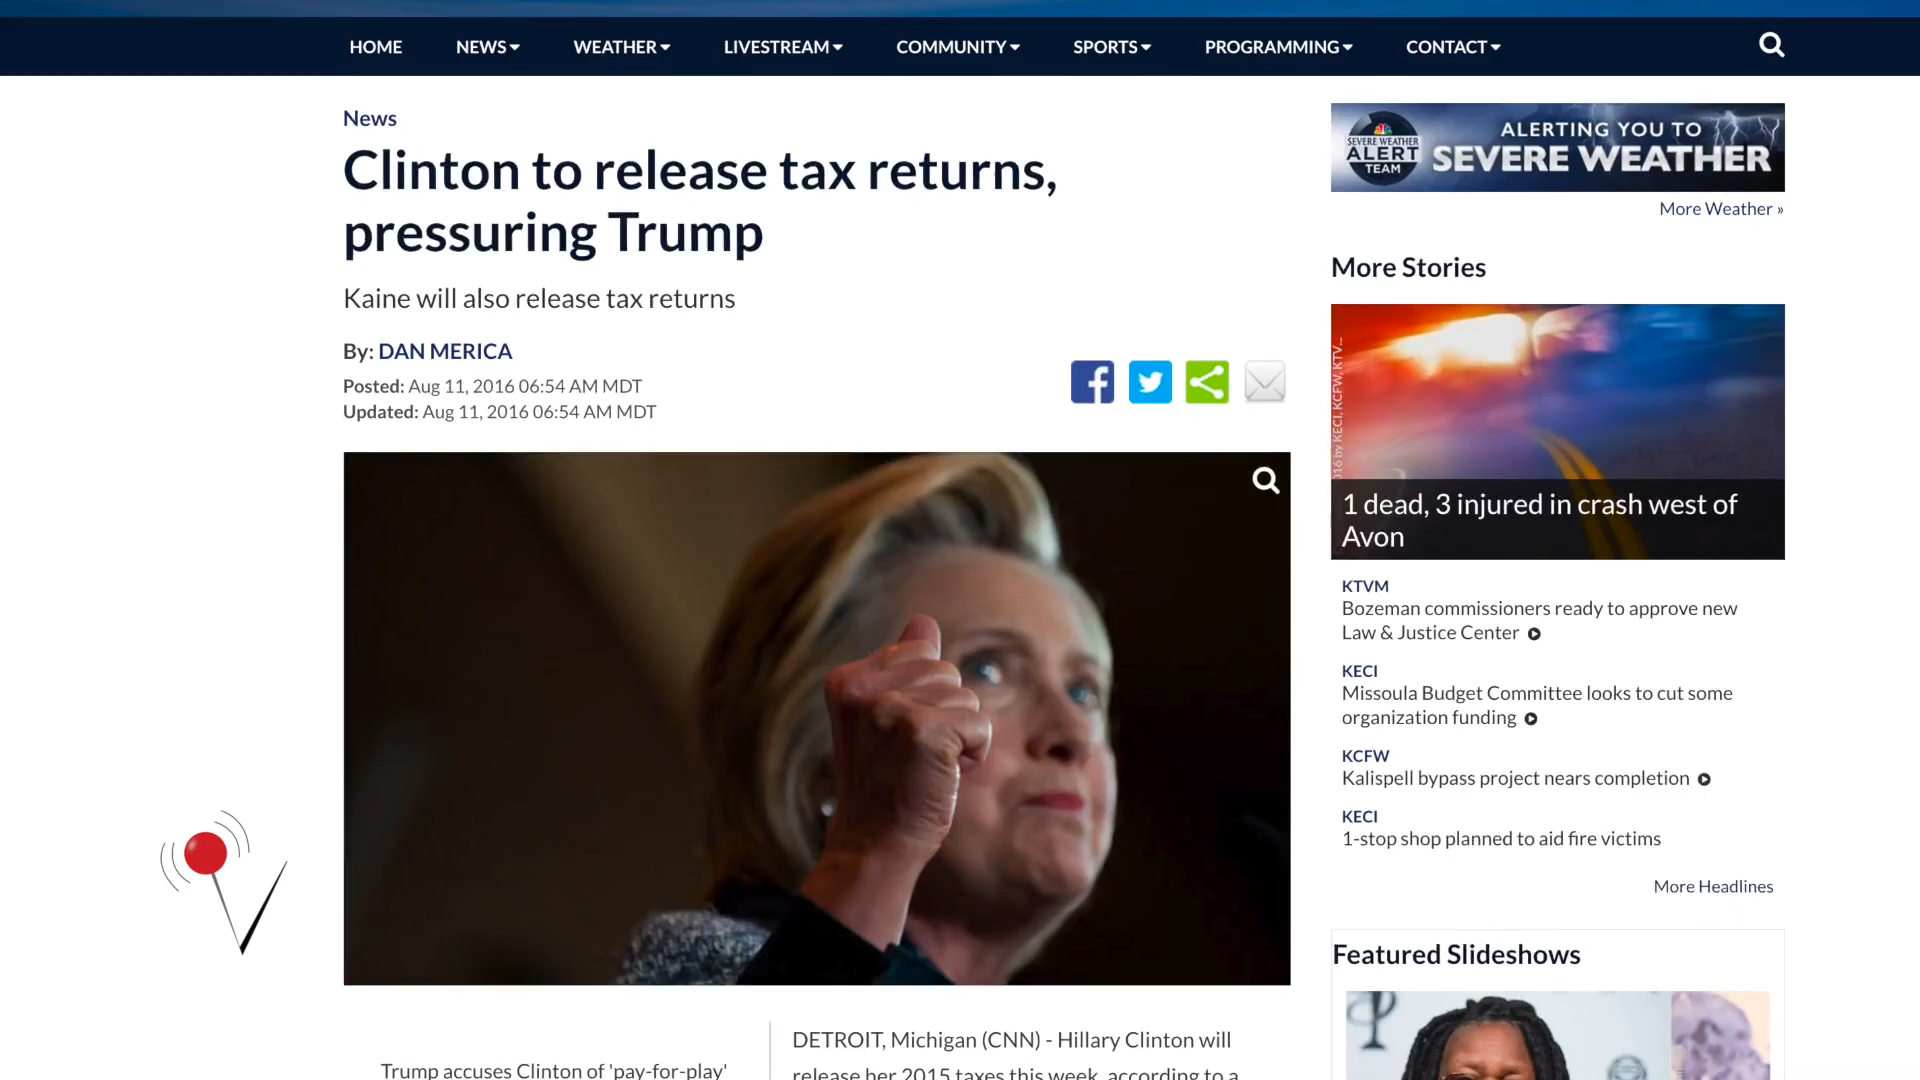 HOME NEWS WEATHER LIVESTREAM COMMUNITY SPORTS PROGRAMMING CONTACT
News
Clinton to release tax returns,
pressuring Trump
Kaine will also release tax returns
By: DAN MERICA
Posted: Aug 11, 2016 06:54 AM MDT
Updated: Aug 11, 2016 06:54 AM MDT
Trump accuses Clinton of 'pay-for-play'
DETROIT, Michigan (CNN) - Hillary Clinton will
release her 2015 taxes this week, according to a
SEVERE WEATHER
ALERT
TEAM
ALERTING YOU TO
SEVERE WEATHER
More Weather »
More Stories
016 by KECI, KCFW, KTV...
1 dead, 3 injured in crash west of
Avon
KTVM
Bozeman commissioners ready to approve new
Law & Justice Center
KECI
Missoula Budget Committee looks to cut some
organization funding
KCFW
Kalispell bypass project nears completion
KECI
1-stop shop planned to aid fire victims
More Headlines
Featured Slideshows